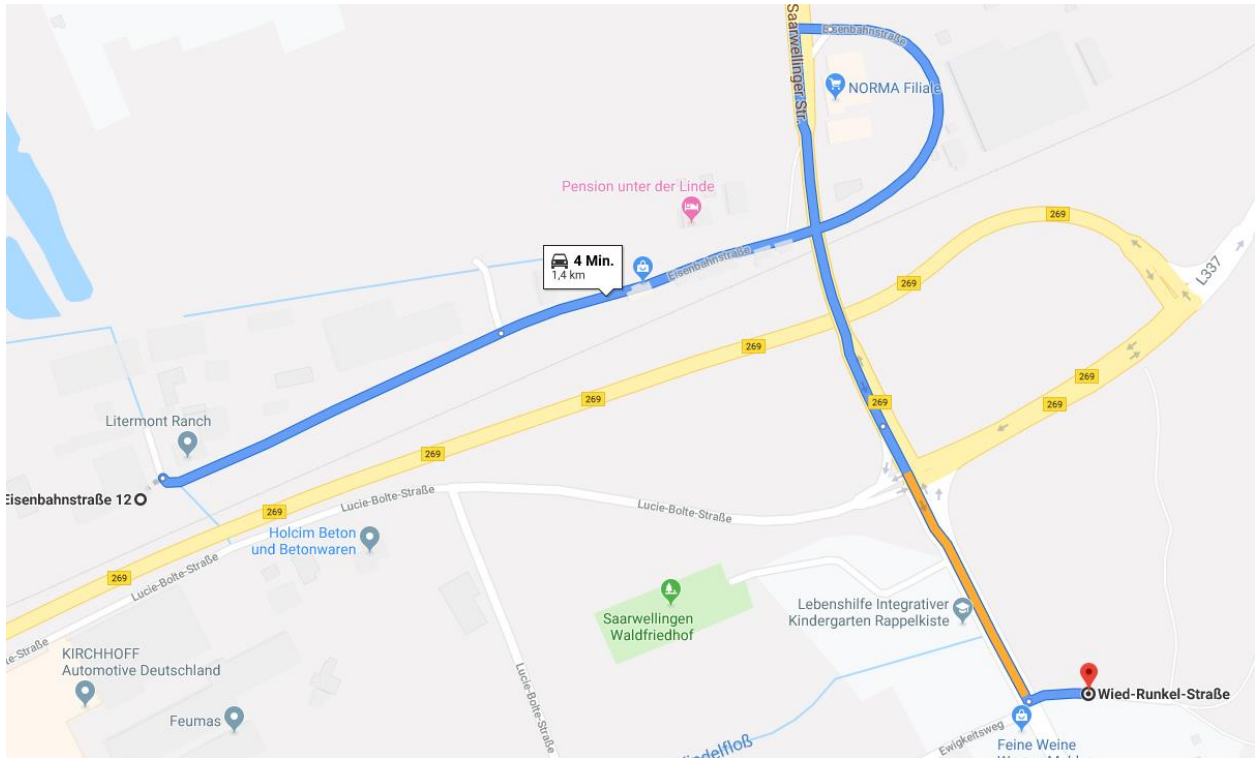 Saarwellinger Str.
Eisenbahnstraße
NORMA Filiale
Pension unter der Linde
269
L337
4 Min.
1,4 km
Eisenbahnstraße
269
269
269
269
269
269
269
Litermont Ranch
269
Eisenbahnstraße 12
Lucie-Bolte-Straße
Lucie-Bolte-Straße
269
Holcim Beton
und Betonwaren
269
Lucie-Bolte-Straße
Saarwellingen
Waldfriedhof
Lebenshilfe Integrativer
Kindergarten Rappelkiste
KIRCHHOFF
Automotive Deutschland
Lucie-Bolte-Straße
Wied-Runkel-Straße
Feumas
Ewigkeitsweg
Feine Weine